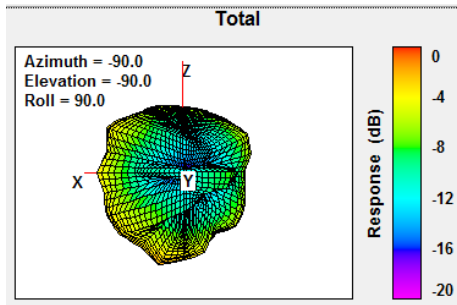 Total
Azimuth = -90.0
Elevation = -90.0
Roll = 90.0
Z
X
Y
0
-4
-8
-12
-16
-20
Response (dB)